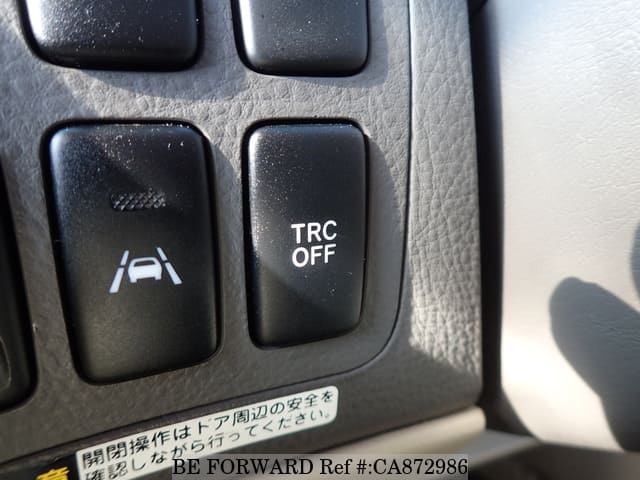 TRC
OFF
開閉操作はドア周辺の安全を
確認しながら行ってください。
意
BE FORWARD Ref #:CA872986